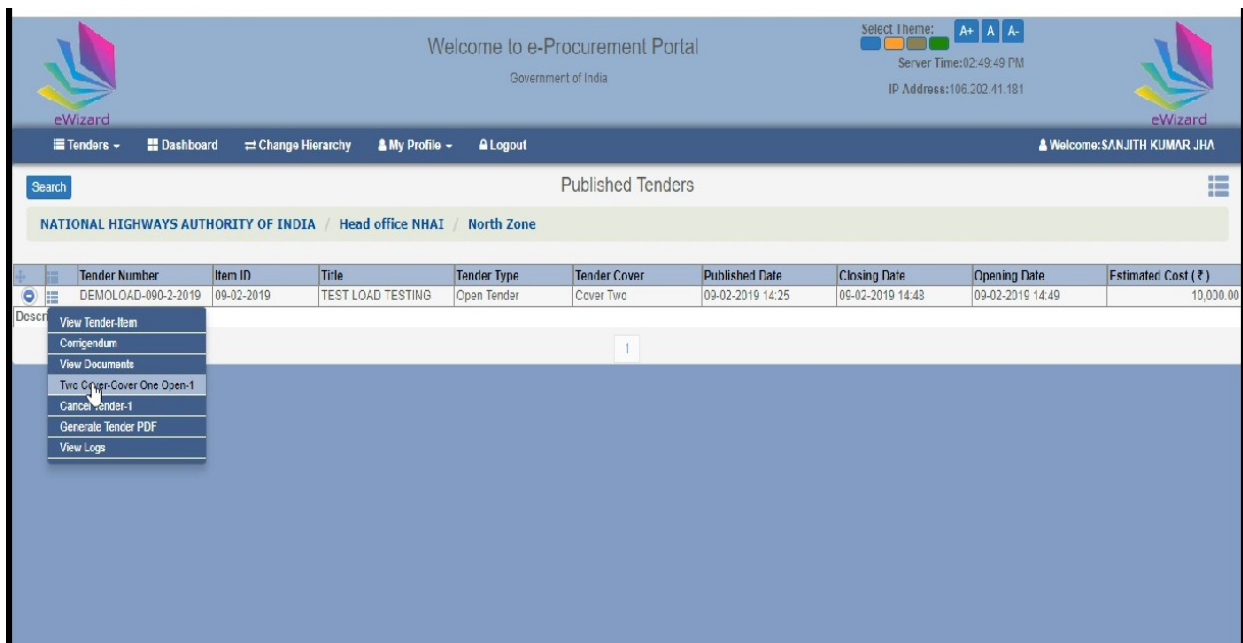 Welcome to e-Procurement Portal
Government of India
Select Theme: A+ A A-
Server Time:02:49:49 PM
IP Address:106.202.41.181
eWizard
eWizard
Tenders Dashboard Change Hierarchy My Profile Logout Welcome:SANJITH KUMAR JHA
Search Published Tenders
NATIONAL HIGHWAYS AUTHORITY OF INDIA / Head office NHAI / North Zone
Tender Number Item ID Title Tender Type Tender Cover Published Date Closing Date Opening Date Estimated Cost (₹)
DEMOLOAD-090-2-2019 09-02-2019 TEST LOAD TESTING Open Tender Cover Two 09-02-2019 14:25 09-02-2019 14:48 09-02-2019 14:49 10,000.00
Descr
View Tender-Item
Corrigendum
View Documents
1
Two Cover-Cover One Open-1
Cancel Tender-1
Generate Tender PDF
View Logs